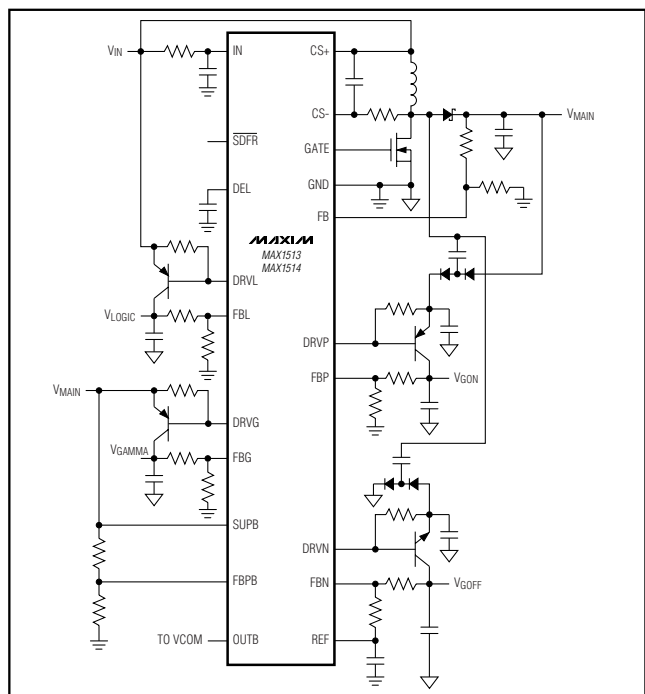 VIN
IN
SDFR
DEL
DRVL
VLOGIC
FBL
VMAIN
DRVG
VGAMMA
FBG
SUPB
FBPB
TO VCOM
OUTB
MAXIM
MAX1513
MAX1514
CS+
CS-
VMAIN
GATE
GND
FB
DRVP
FBP
VGON
DRVN
FBN
VGOFF
REF